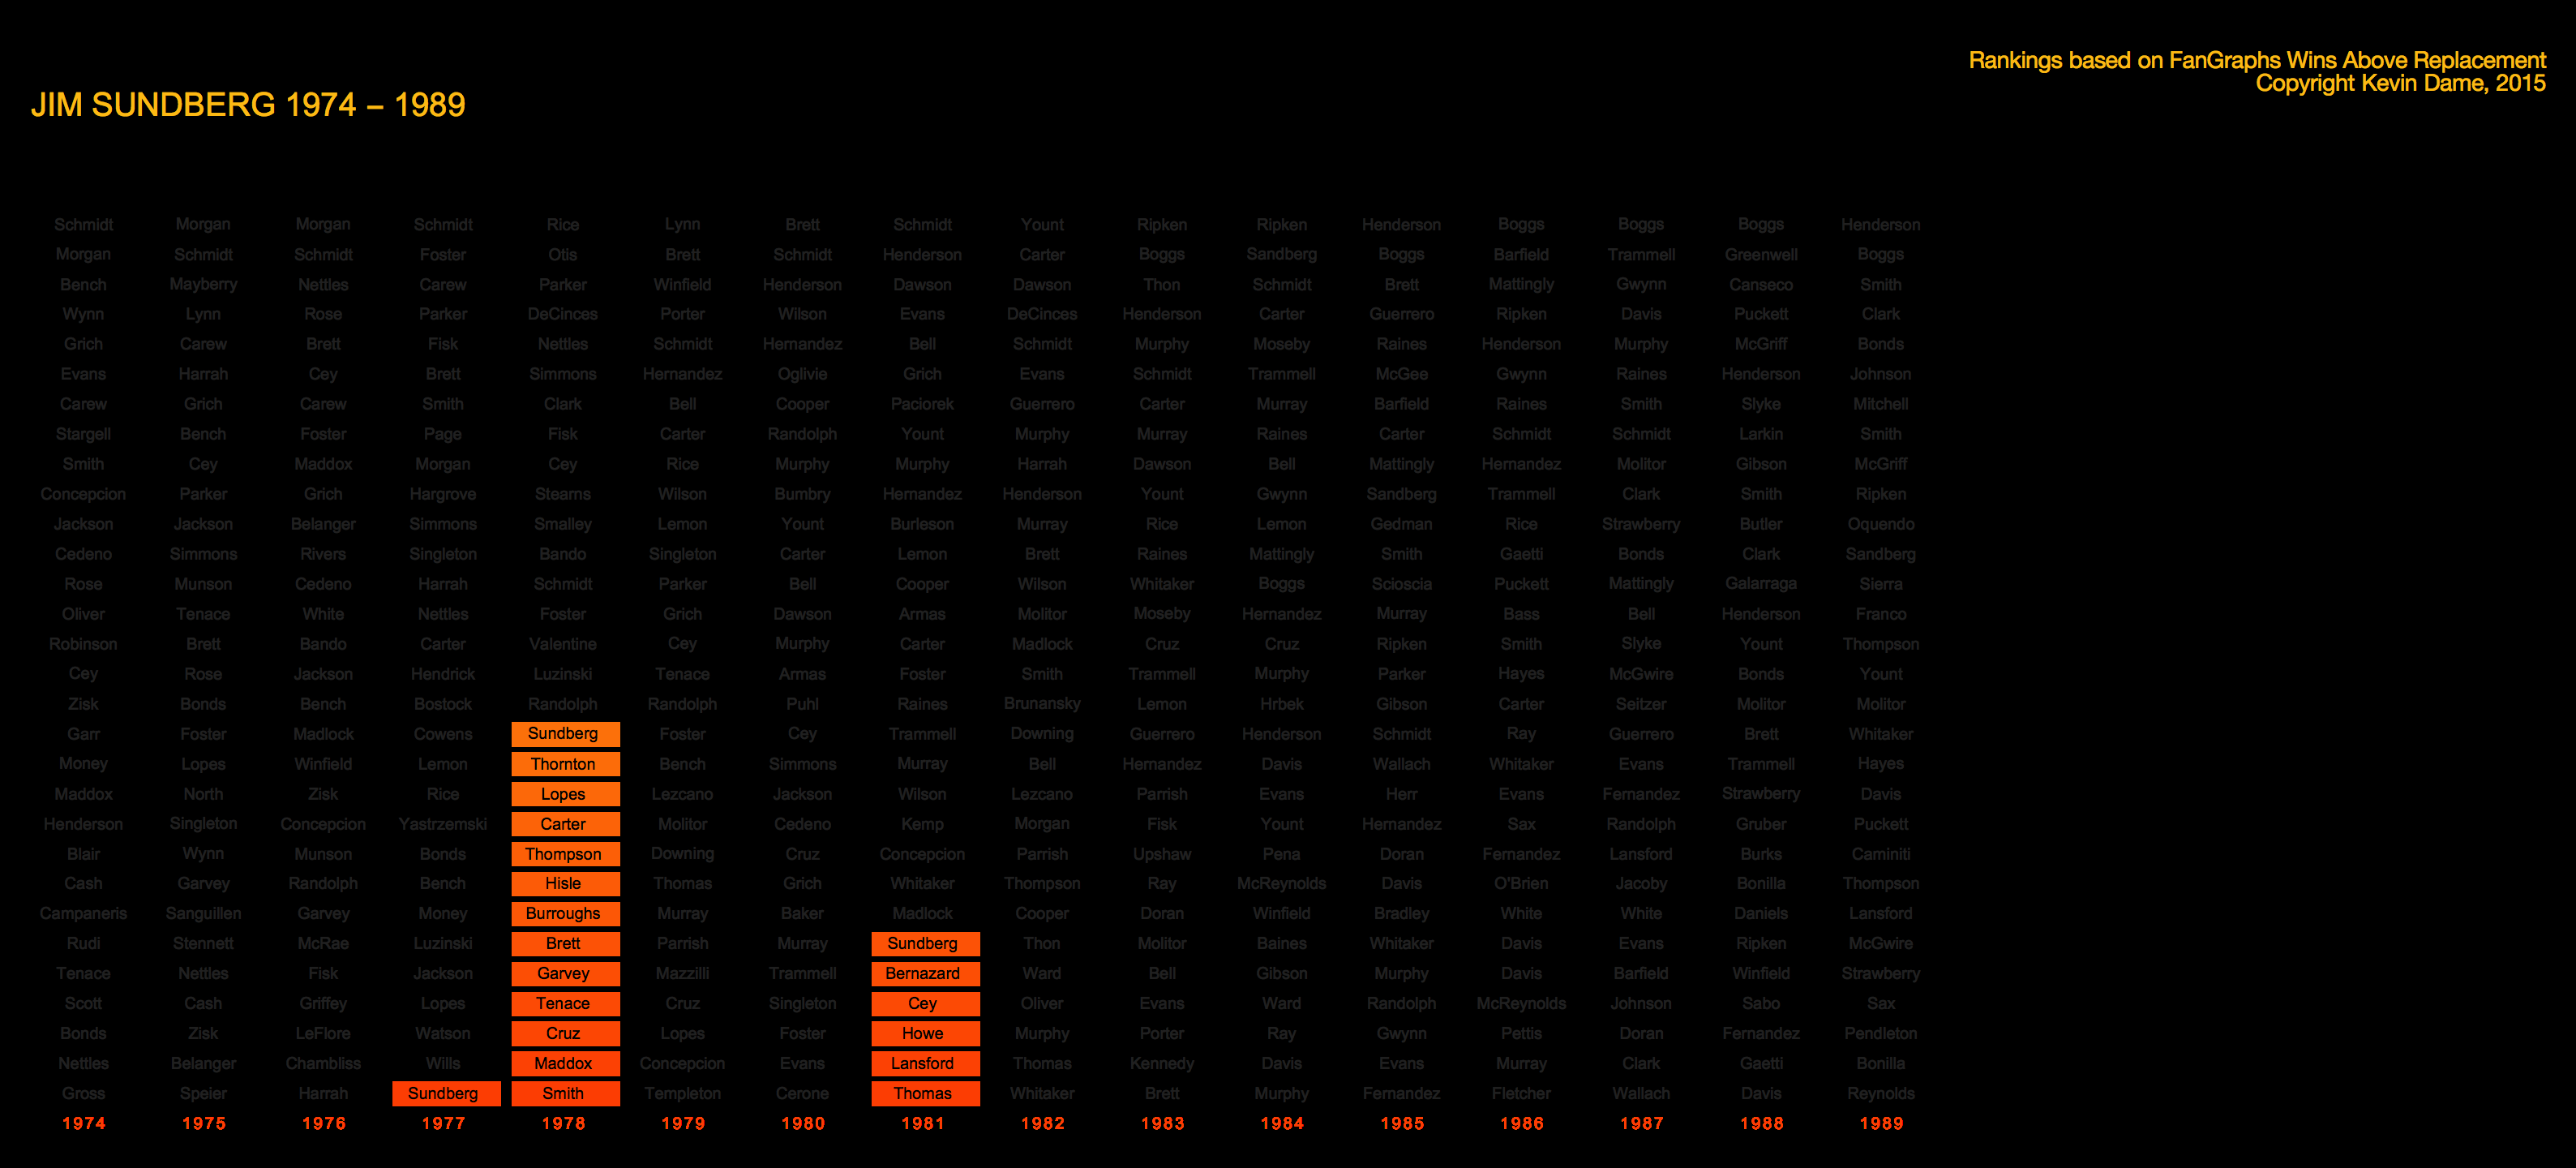 Rankings based on FanGraphs Wins Above Replacement
Copyright Kevin Dame, 2015
JIM SUNDBERG 1974 – 1989
Schmidt Morgan Morgan Schmidt Rice Lynn Brett Schmidt Yount Ripken Ripken Henderson Boggs Boggs Boggs Henderson
Morgan Schmidt Schmidt Foster Otis Brett Schmidt Henderson Carter Boggs Sandberg Boggs Barfield Trammell Greenwell Boggs
Bench Mayberry Nettles Carew Parker Winfield Henderson Dawson Dawson Thon Schmidt Brett Mattingly Gwynn Canseco Smith
Wynn Lynn Rose Parker DeCinces Porter Wilson Evans DeCinces Henderson Carter Guerrero Ripken Davis Puckett Clark
Grich Carew Brett Fisk Nettles Schmidt Hernandez Bell Schmidt Murphy Moseby Raines Henderson Murphy McGriff Bonds
Evans Harrah Cey Brett Simmons Hernandez Oglivie Grich Evans Schmidt Trammell McGee Gwynn Raines Henderson Johnson
Carew Grich Carew Smith Clark Bell Cooper Paciorek Guerrero Carter Murray Barfield Raines Smith Slyke Mitchell
Stargell Bench Foster Page Fisk Carter Randolph Yount Murphy Murray Raines Carter Schmidt Schmidt Larkin Smith
Smith Cey Maddox Morgan Cey Rice Murphy Murphy Harrah Dawson Bell Mattingly Hernandez Molitor Gibson McGriff
Concepcion Parker Grich Hargrove Stearns Wilson Bumbry Hernandez Henderson Yount Gwynn Sandberg Trammell Clark Smith Ripken
Jackson Jackson Belanger Simmons Smalley Lemon Yount Burleson Murray Rice Lemon Gedman Rice Strawberry Butler Oquendo
Cedeno Simmons Rivers Singleton Bando Singleton Carter Lemon Brett Raines Mattingly Smith Gaetti Bonds Clark Sandberg
Rose Munson Cedeno Harrah Schmidt Parker Bell Cooper Wilson Whitaker Boggs Scioscia Puckett Mattingly Galarraga Sierra
Oliver Tenace White Nettles Foster Grich Dawson Armas Molitor Moseby Hernandez Murray Bass Bell Henderson Franco
Robinson Brett Bando Carter Valentine Cey Murphy Carter Madlock Cruz Cruz Ripken Smith Slyke Yount Thompson
Cey Rose Jackson Hendrick Luzinski Tenace Armas Foster Smith Trammell Murphy Parker Hayes McGwire Bonds Yount
Zisk Bonds Bench Bostock Randolph Randolph Puhl Raines Brunansky Lemon Hrbek Gibson Carter Seitzer Molitor Molitor
Garr Foster Madlock Cowens Sundberg Foster Cey Trammell Downing Guerrero Henderson Schmidt Ray Guerrero Brett Whitaker
Money Lopes Winfield Lemon Thornton Bench Simmons Murray Bell Hernandez Davis Wallach Whitaker Evans Trammell Hayes
Maddox North Zisk Rice Lopes Lezcano Jackson Wilson Lezcano Parrish Evans Herr Evans Fernandez Strawberry Davis
Henderson Singleton Concepcion Yastrzemski Carter Molitor Cedeno Kemp Morgan Fisk Yount Hernandez Sax Randolph Gruber Puckett
Blair Wynn Munson Bonds Thompson Downing Cruz Concepcion Parrish Upshaw Pena Doran Fernandez Lansford Burks Caminiti
Cash Garvey Randolph Bench Hisle Thomas Grich Whitaker Thompson Ray McReynolds Davis O'Brien Jacoby Bonilla Thompson
Campaneris Sanguillen Garvey Money Burroughs Murray Baker Madlock Cooper Doran Winfield Bradley White White Daniels Lansford
Rudi Stennett McRae Luzinski Brett Parrish Murray Sundberg Thon Molitor Baines Whitaker Davis Evans Ripken McGwire
Tenace Nettles Fisk Jackson Garvey Mazzilli Trammell Bernazard Ward Bell Gibson Murphy Davis Barfield Winfield Strawberry
Scott Cash Griffey Lopes Tenace Cruz Singleton Cey Oliver Evans Ward Randolph McReynolds Johnson Sabo Sax
Bonds Zisk LeFlore Watson Cruz Lopes Foster Howe Murphy Porter Ray Gwynn Pettis Doran Fernandez Pendleton
Nettles Belanger Chambliss Wills Maddox Concepcion Evans Lansford Thomas Kennedy Davis Evans Murray Clark Gaetti Bonilla
Gross Speier Harrah Sundberg Smith Templeton Cerone Thomas Whitaker Brett Murphy Fernandez Fletcher Wallach Davis Reynolds
1974 1975 1976 1977 1978 1979 1980 1981 1982 1983 1984 1985 1986 1987 1988 1989